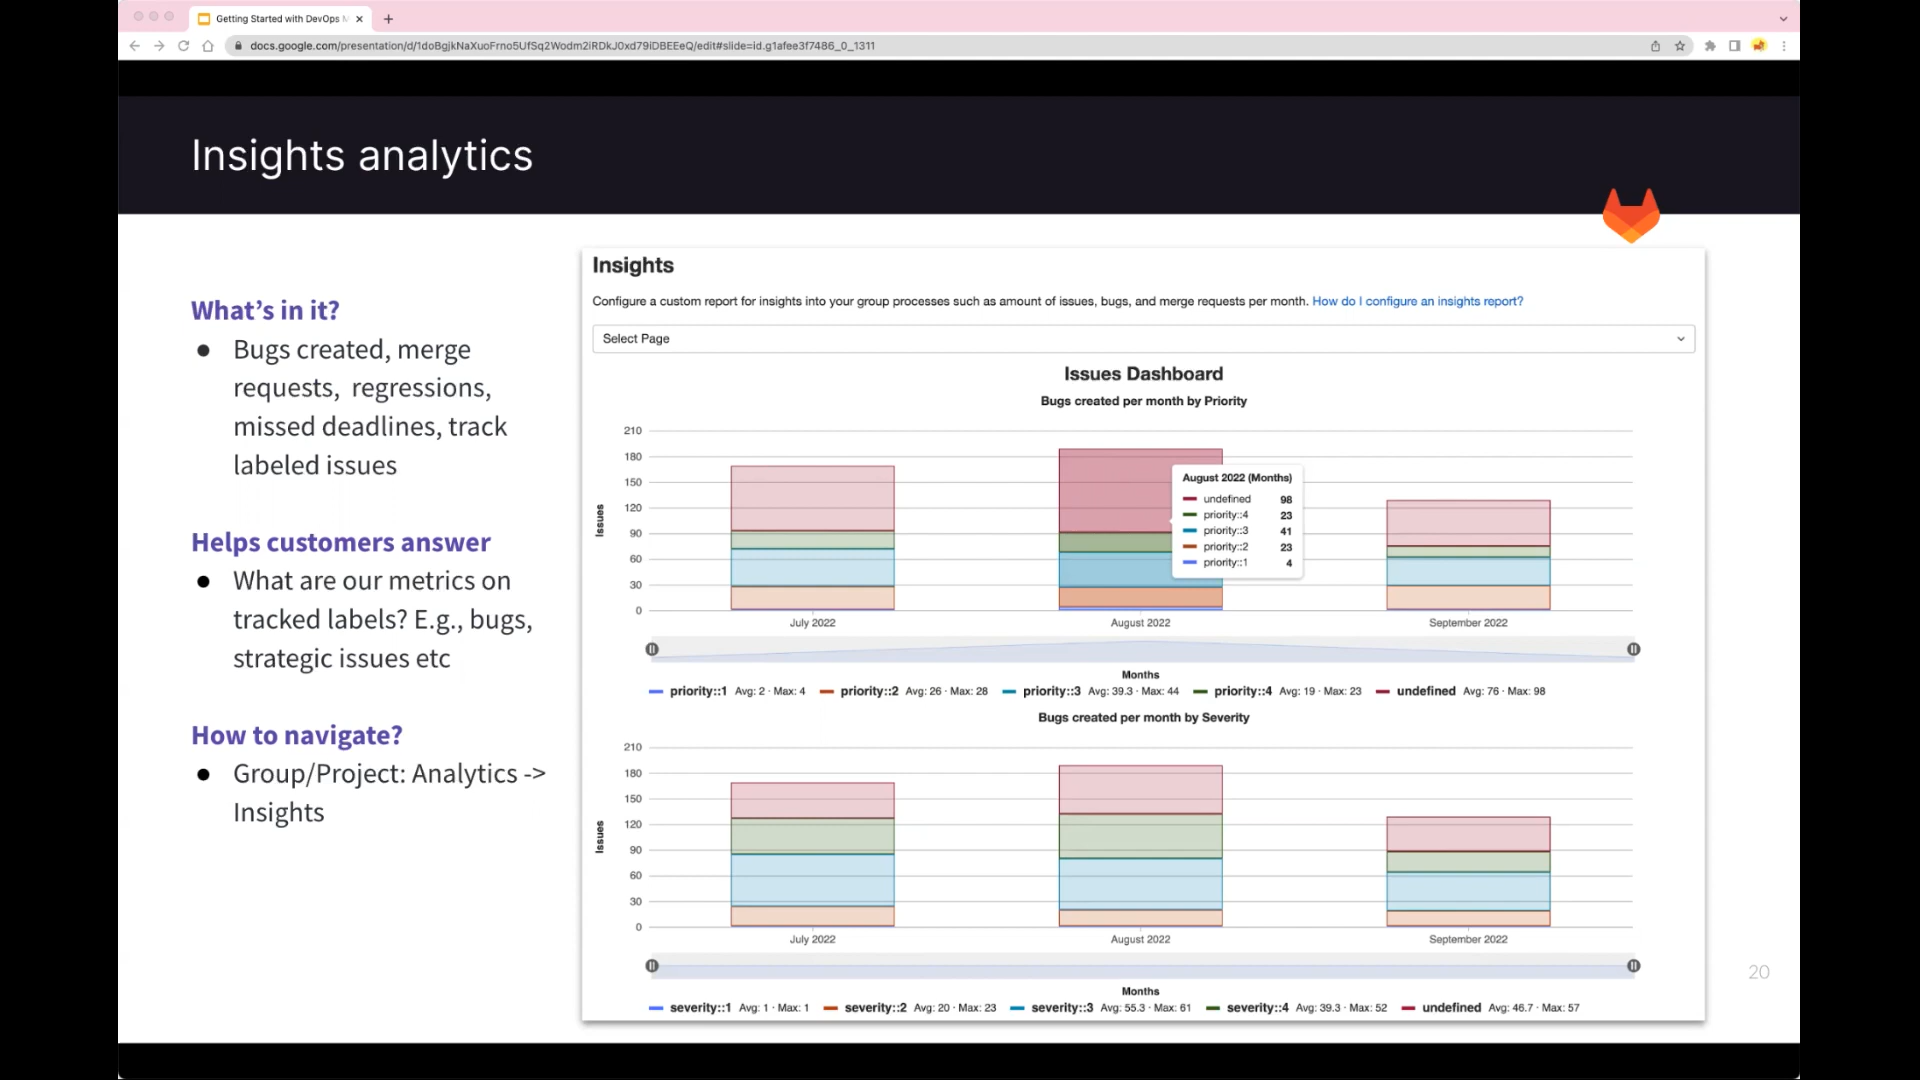 Getting Started with DevOps M
docs.google.com/presentation/d/1doBgjkNaXuoFrno5UfSq2Wodm2iRDkJ0xd79iDBEEeQ/edit#slide=id.g1afee3f7486_0_1311
Insights analytics
What's in it?
● Bugs created, merge
requests,  regressions,
missed deadlines, track
labeled issues
Helps customers answer
● What are our metrics on
tracked labels? E.g., bugs,
strategic issues etc
How to navigate?
● Group/Project: Analytics ->
Insights
Insights
Configure a custom report for insights into your group processes such as amount of issues, bugs, and merge requests per month. How do I configure an insights report?
Select Page
Issues Dashboard
Bugs created per month by Priority
Issues
210
180
150
120
90
60
30
0
August 2022 (Months)
undefined 98
priority::4 23
priority::3 41
priority::2 23
priority::1 4
July 2022 August 2022 September 2022
Months
priority::1 Avg: 2 · Max: 4 priority::2 Avg: 26 · Max: 28 priority::3 Avg: 39.3 · Max: 44 priority::4 Avg: 19 · Max: 23 undefined Avg: 76 · Max: 98
Bugs created per month by Severity
Issues
210
180
150
120
90
60
30
0
July 2022 August 2022 September 2022
Months
severity::1 Avg: 1 · Max: 1 severity::2 Avg: 20 · Max: 23 severity::3 Avg: 55.3 · Max: 61 severity::4 Avg: 39.3 · Max: 52 undefined Avg: 46.7 · Max: 57
20